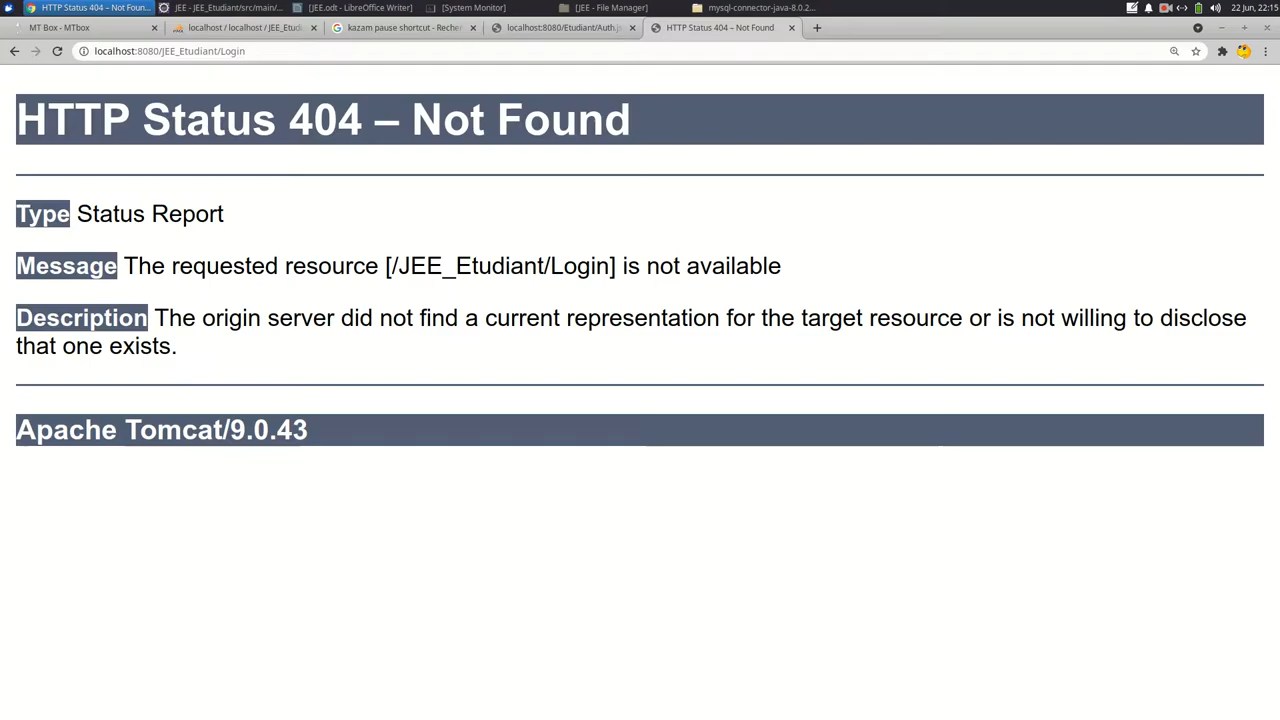 HTTP Status 404 – Not Foun...
JEE - JEE_Etudiant/src/main/...
[JEE.odt - LibreOffice Writer]
[System Monitor]
[JEE - File Manager]
mysql-connector-java-8.0.2...
22 Jun, 22:15
MT Box - MTbox
localhost / localhost / JEE_Etudi
kazam pause shortcut - Recher
localhost:8080/Etudiant/Auth.js
HTTP Status 404 – Not Found
localhost:8080/JEE_Etudiant/Login
HTTP Status 404 – Not Found
Type Status Report
Message The requested resource [/JEE_Etudiant/Login] is not available
Description The origin server did not find a current representation for the target resource or is not willing to disclose
that one exists.
Apache Tomcat/9.0.43